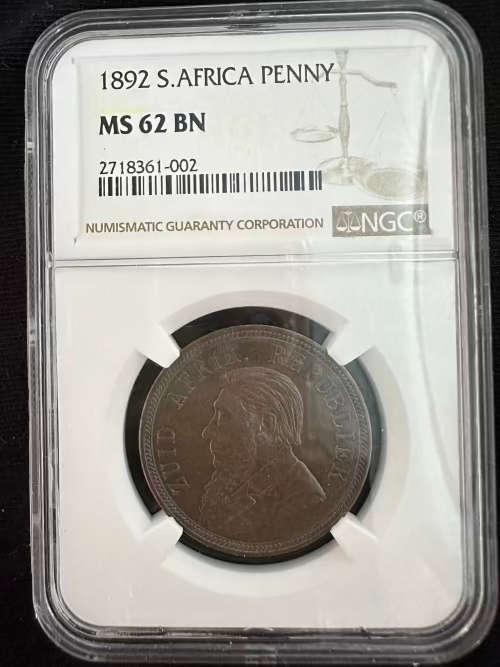 1892 S.AFRICA PENNY
MS 62 BN
2718361-002
NUMISMATIC GUARANTY CORPORATION NGC®
ZUID AFRIK. REPUBLIEK.